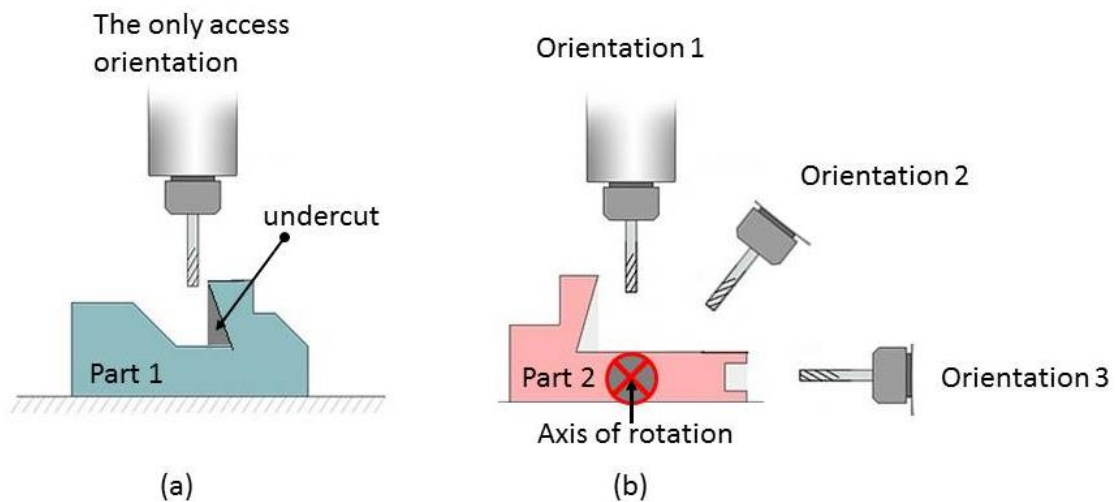 The only access
orientation
undercut
Part 1
(a)
Orientation 1
Orientation 2
Orientation 3
Part 2
Axis of rotation
(b)